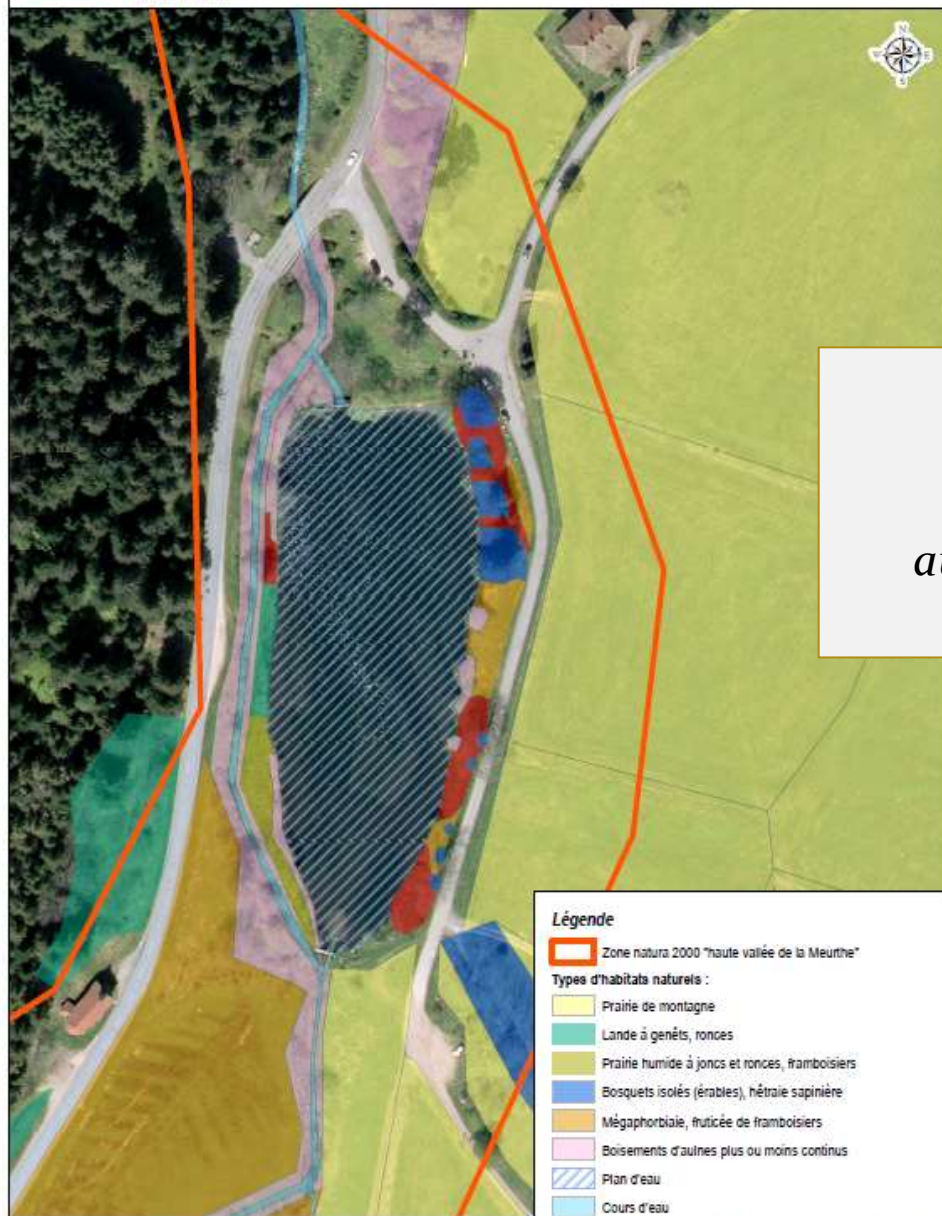 N
W
E
S
au
Légende
Zone natura 2000 "haute vallée de la Meurthe"
Types d'habitats naturels :
Prairie de montagne
Lande à genêts, ronces
Prairie humide à joncs et ronces, framboisiers
Bosquets isolés (érables), hêtraie sapinière
Mégaphorbiaie, fruticée de framboisiers
Boisements d'aulnes plus ou moins continus
Plan d'eau
Cours d'eau